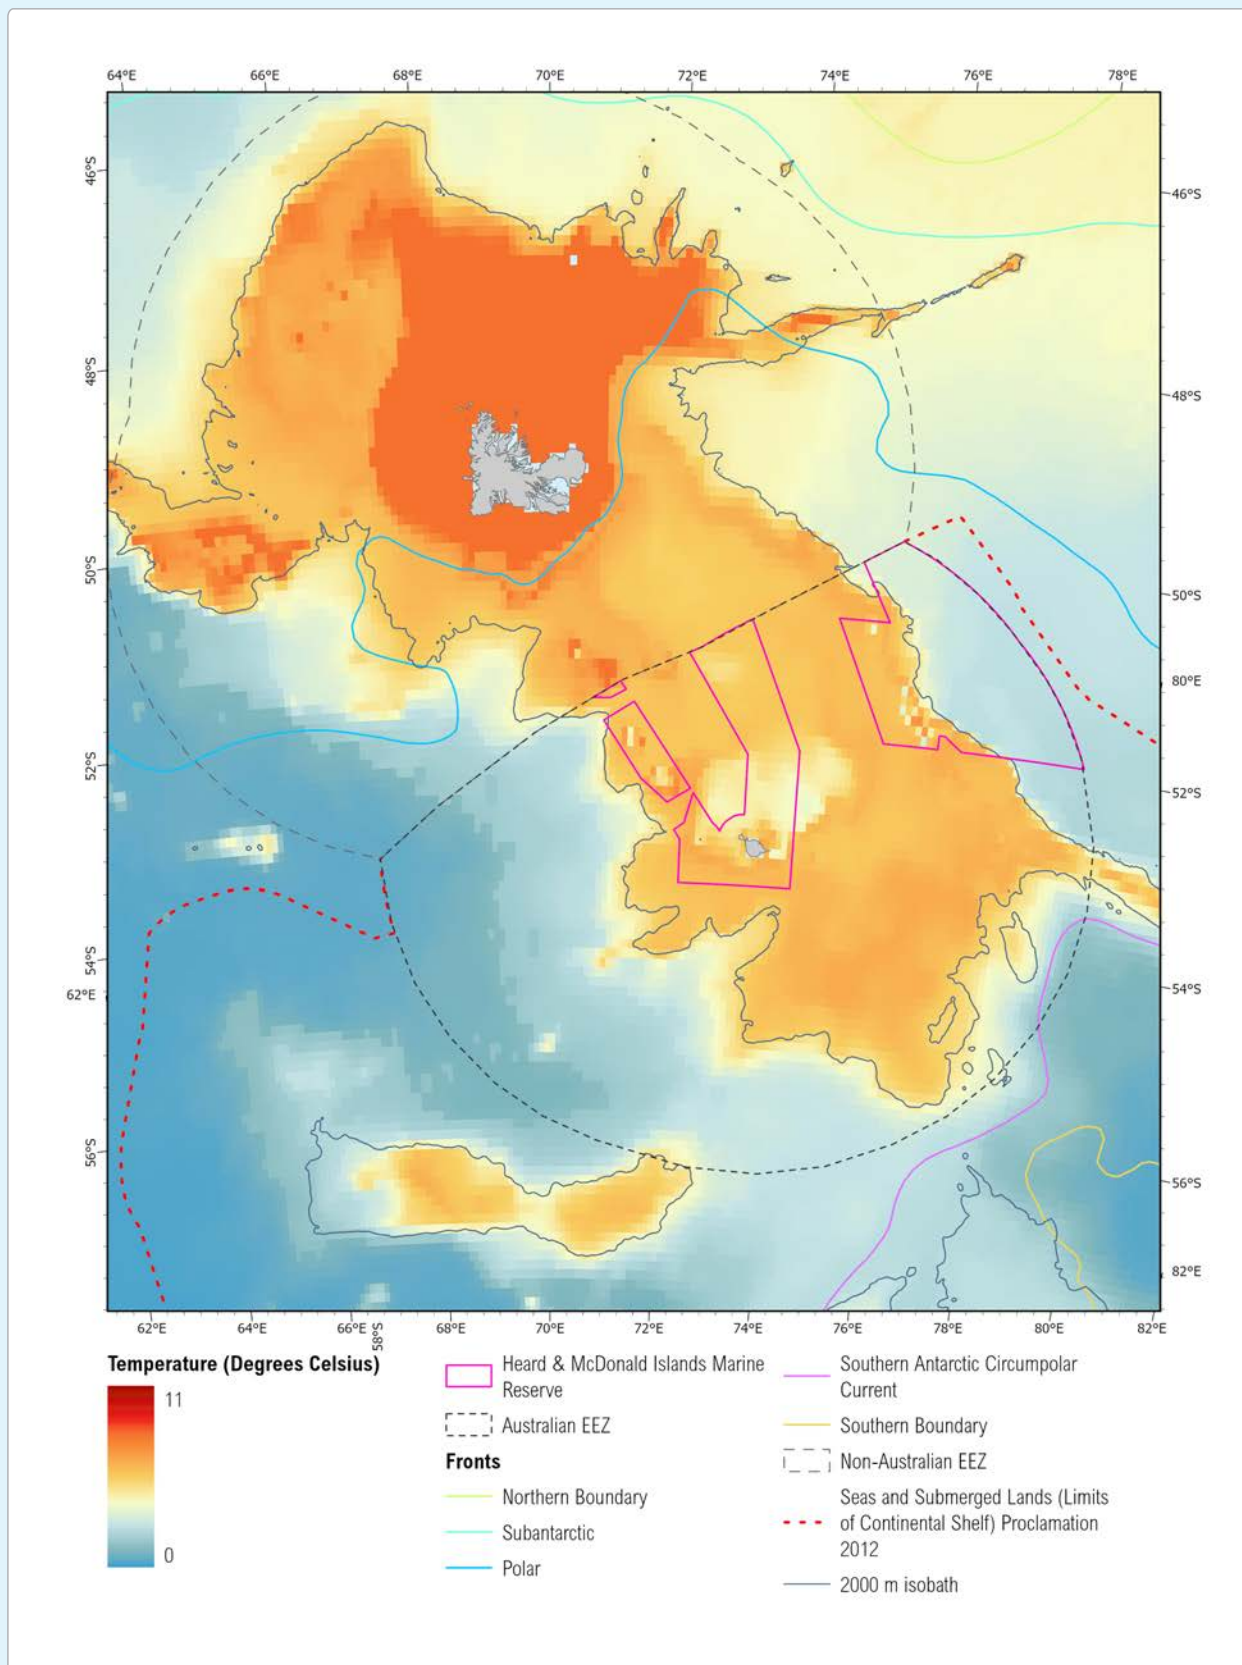 64°E 66°E 68°E 70°E 72°E 74°E 76°E 78°E
46°S
46°S
48°S
48°S
50°S
50°S
80°E
52°S
52°S
54°S
54°S
62°E
56°S
56°S
82°E
62°E 64°E 66°E 58°S 68°E 70°E 72°E 74°E 76°E 78°E 80°E 82°E
Temperature (Degrees Celsius)
11
0
Heard & McDonald Islands Marine
Reserve
Australian EEZ
Fronts
Northern Boundary
Subantarctic
Polar
Southern Antarctic Circumpolar
Current
Southern Boundary
Non-Australian EEZ
Seas and Submerged Lands (Limits
of Continental Shelf) Proclamation
2012
2000 m isobath